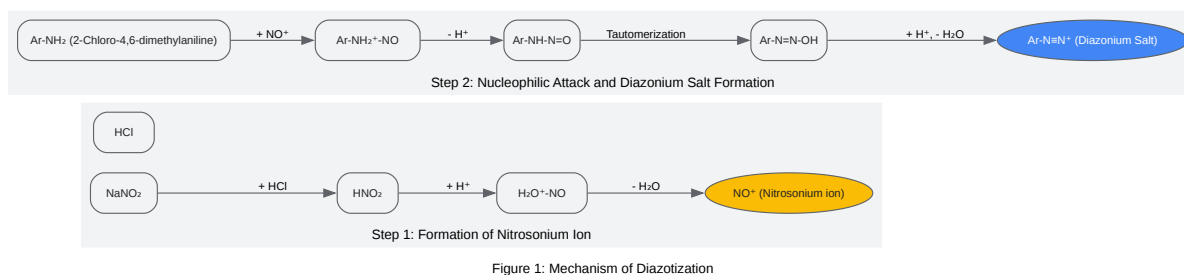 Ar-NH₂ (2-Chloro-4,6-dimethylaniline)
+ NO⁺
Ar-NH₂⁺-NO
- H⁺
Ar-NH-N=O
Tautomerization
Ar-N=N-OH
+ H⁺, - H₂O
Ar-N≡N⁺ (Diazonium Salt)
Step 2: Nucleophilic Attack and Diazonium Salt Formation
HCl
NaNO₂
+ HCl
HNO₂
+ H⁺
H₂O⁺-NO
- H₂O
NO⁺ (Nitrosonium ion)
Step 1: Formation of Nitrosonium Ion
Figure 1: Mechanism of Diazotization